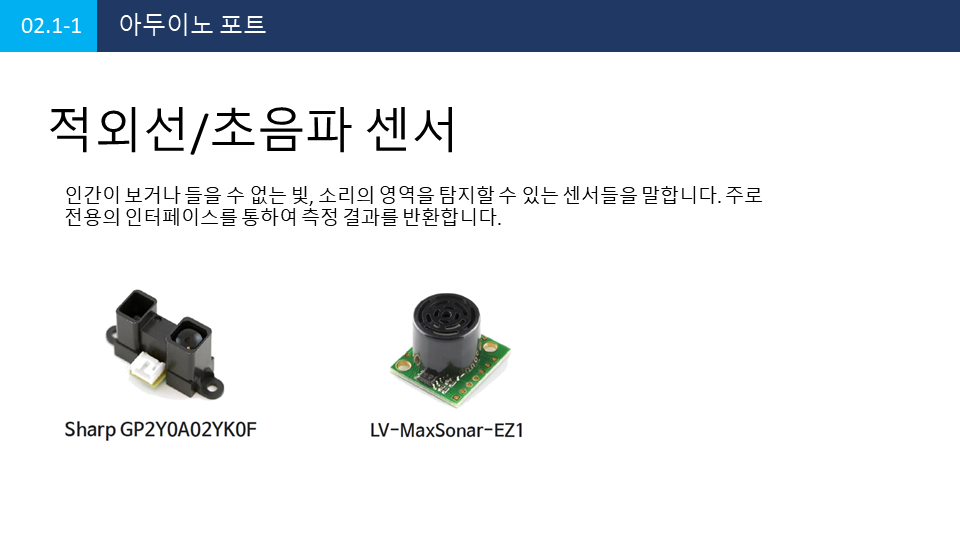 02.1-1
아두이노 포트
적외선/초음파 센서
인간이 보거나 들을 수 없는 빛, 소리의 영역을 탐지할 수 있는 센서들을 말합니다. 주로
전용의 인터페이스를 통하여 측정 결과를 반환합니다.
Sharp GP2Y0A02YK0F
LV-MaxSonar-EZ1